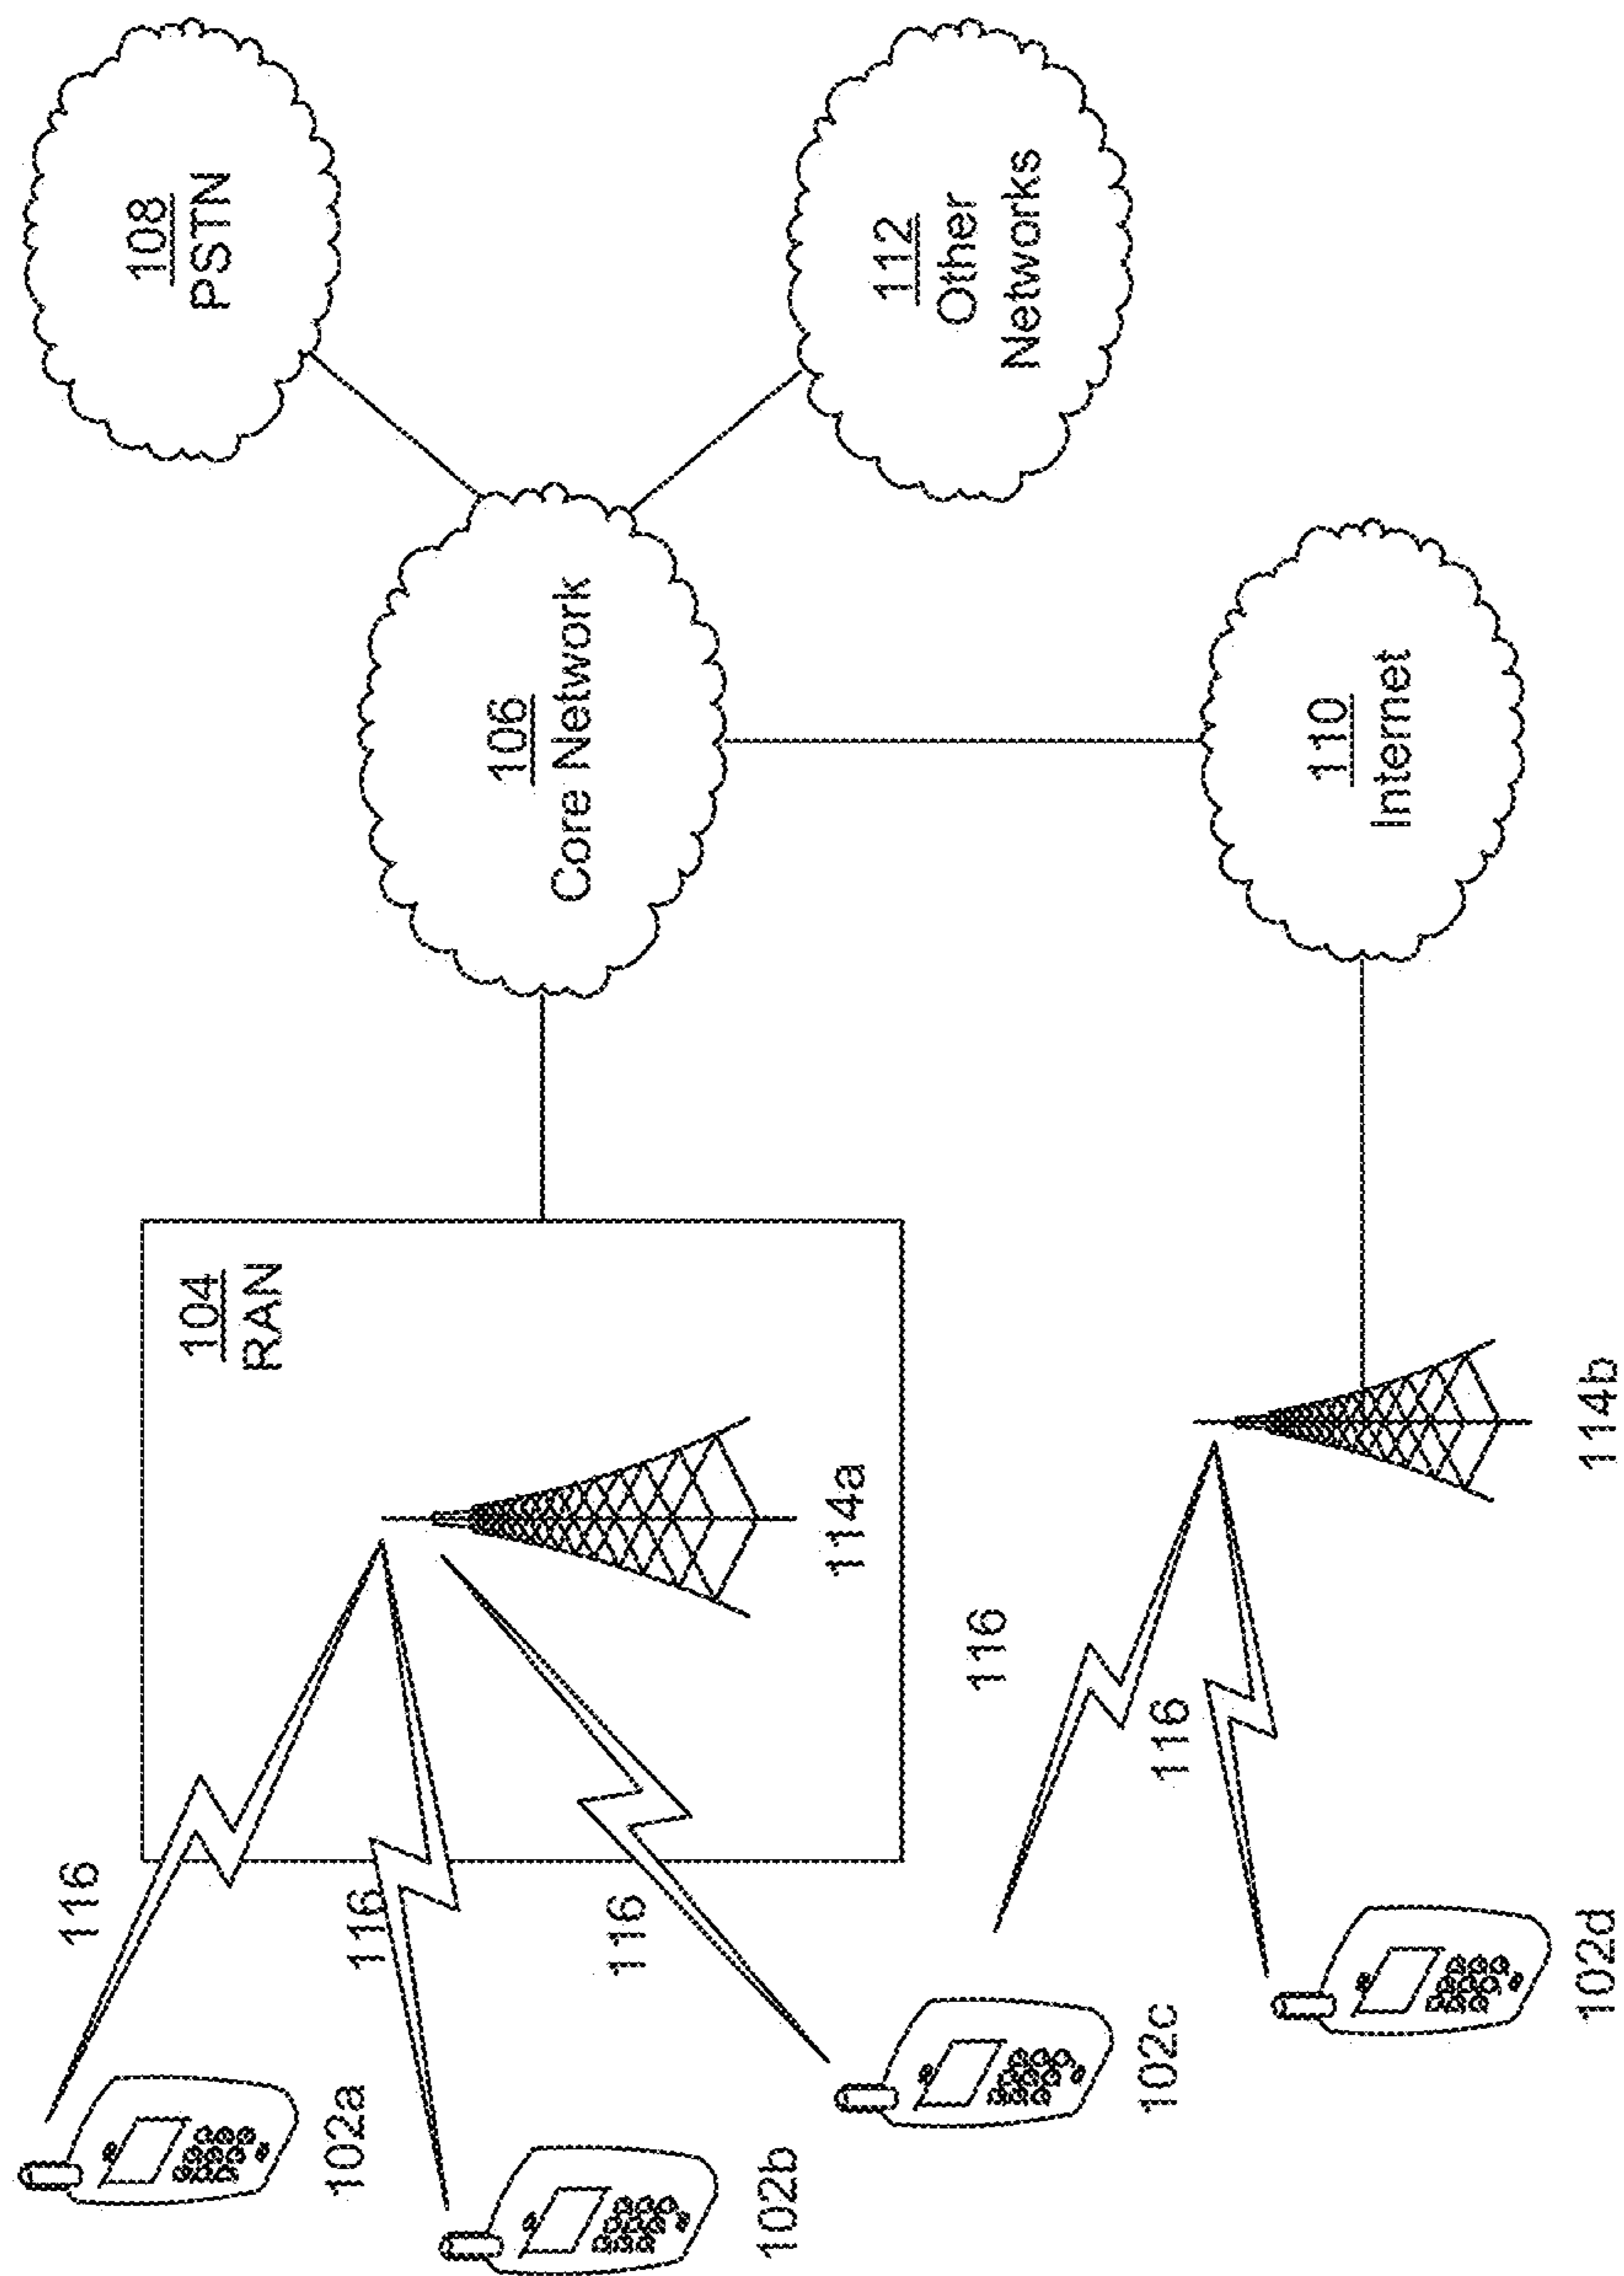 108
PSTN
106
Core Network
112
Other
Networks
104
RAN
116
116
116
114a
102a
102b
110
Internet
116
102c
116
114b
102d